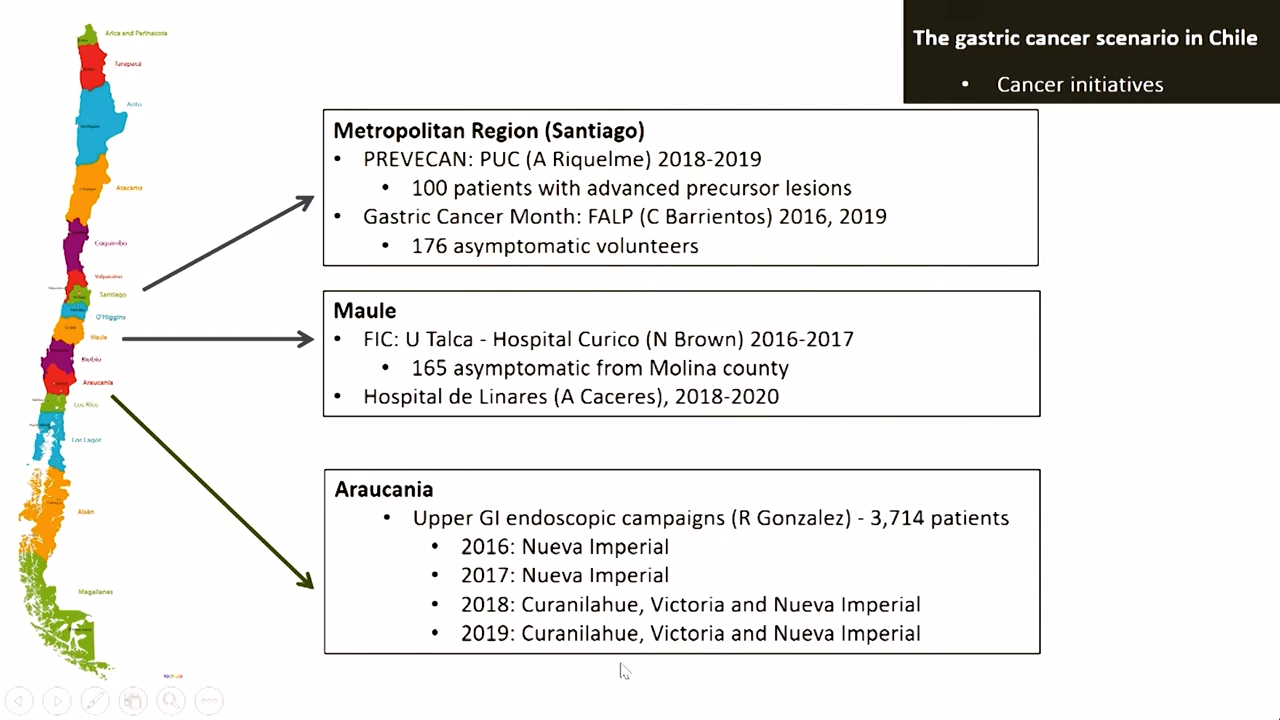 The gastric cancer scenario in Chile
• Cancer initiatives
Arica and Parinacota
Tarapacá
Anto
Atacama
Coquimbo
Valparaíso
Santiago
O'Higgins
Maule
Biobío
Araucanía
Los Ríos
Los Lagos
Aisén
Magallanes
Metropolitan Region (Santiago)
• PREVECAN: PUC (A Riquelme) 2018-2019
• 100 patients with advanced precursor lesions
• Gastric Cancer Month: FALP (C Barrientos) 2016, 2019
• 176 asymptomatic volunteers
Maule
• FIC: U Talca - Hospital Curico (N Brown) 2016-2017
• 165 asymptomatic from Molina county
• Hospital de Linares (A Caceres), 2018-2020
Araucania
• Upper GI endoscopic campaigns (R Gonzalez) - 3,714 patients
• 2016: Nueva Imperial
• 2017: Nueva Imperial
• 2018: Curanilahue, Victoria and Nueva Imperial
• 2019: Curanilahue, Victoria and Nueva Imperial